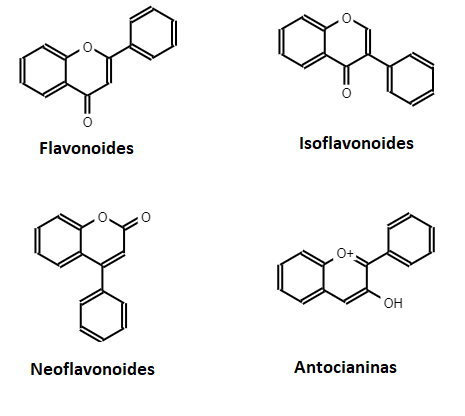 O
O
Flavonoides
O
O
Isoflavonoides
O
O
Neoflavonoides
O+
OH
Antocianinas